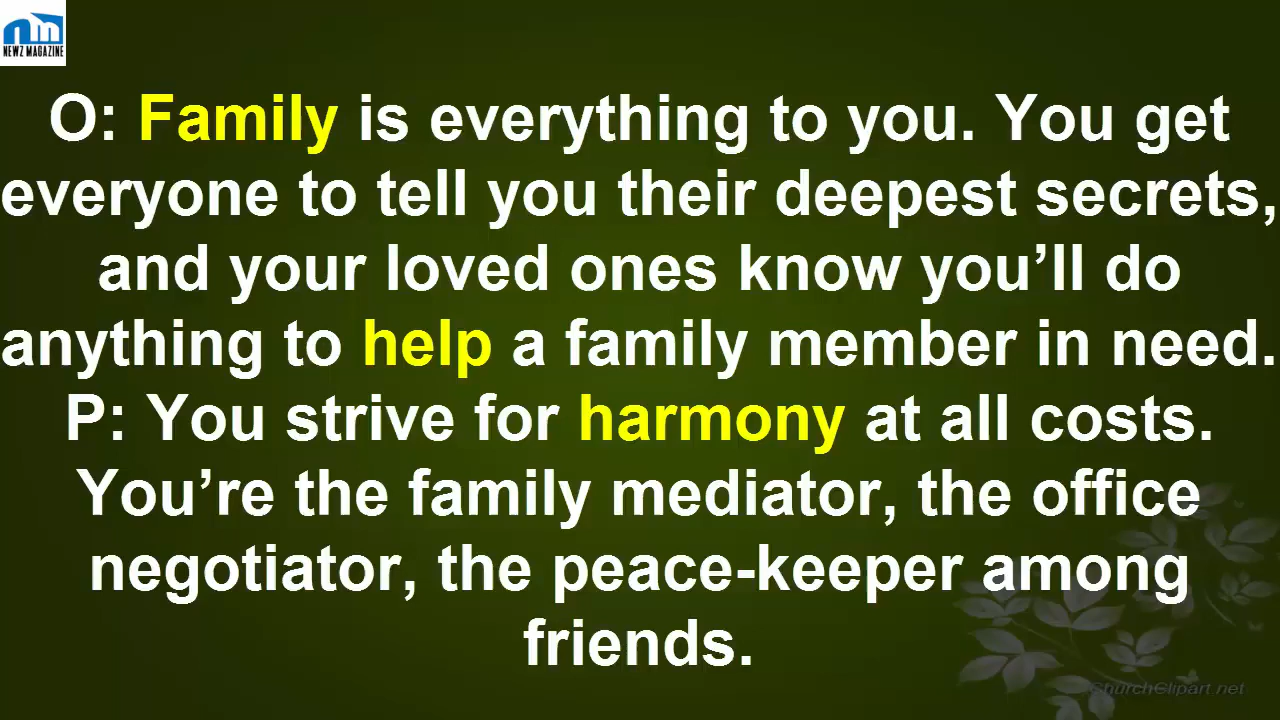 NEWZ MAGAZINE
O: Family is everything to you. You get
everyone to tell you their deepest secrets,
and your loved ones know you’ll do
anything to help a family member in need.
P: You strive for harmony at all costs.
You’re the family mediator, the office
negotiator, the peace-keeper among
friends.
ChurchClipart.net